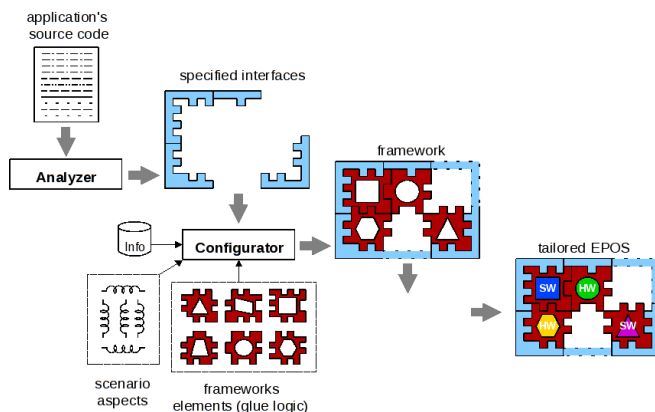 application's
source code
specified interfaces
framework
Analyzer
Info
Configurator
tailored EPOS
SW
HW
HW
SW
scenario
aspects
frameworks
elements (glue logic)